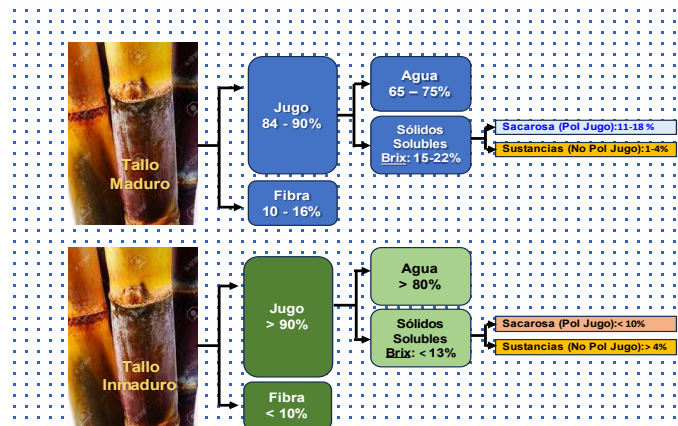 Tallo
Maduro
Jugo
84 - 90%
Fibra
10 - 16%
Agua
65 – 75%
Sólidos
Solubles
Brix: 15-22%
Sacarosa (Pol Jugo):11-18 %
Sustancias (No Pol Jugo):1-4%
Tallo
Inmaduro
Jugo
> 90%
Fibra
< 10%
Agua
> 80%
Sólidos
Solubles
Brix: < 13%
Sacarosa (Pol Jugo):< 10%
Sustancias (No Pol Jugo):> 4%